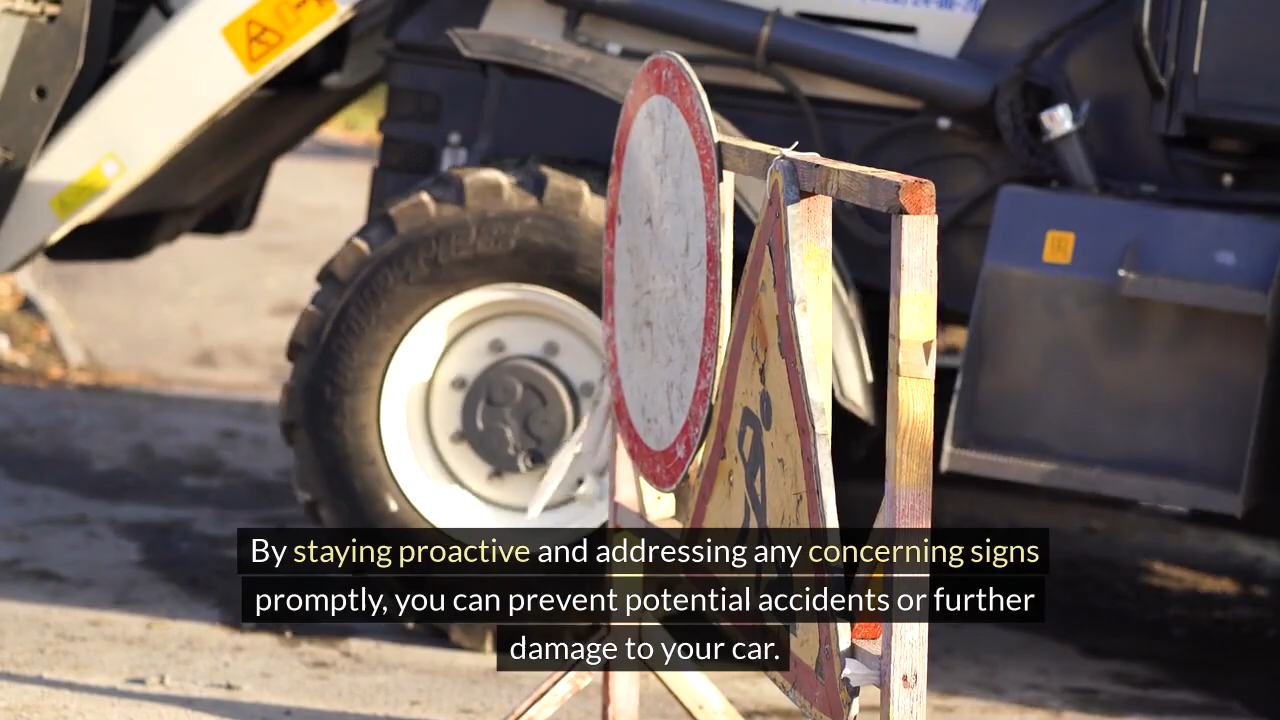 By staying proactive and addressing any concerning signs
promptly, you can prevent potential accidents or further
damage to your car.